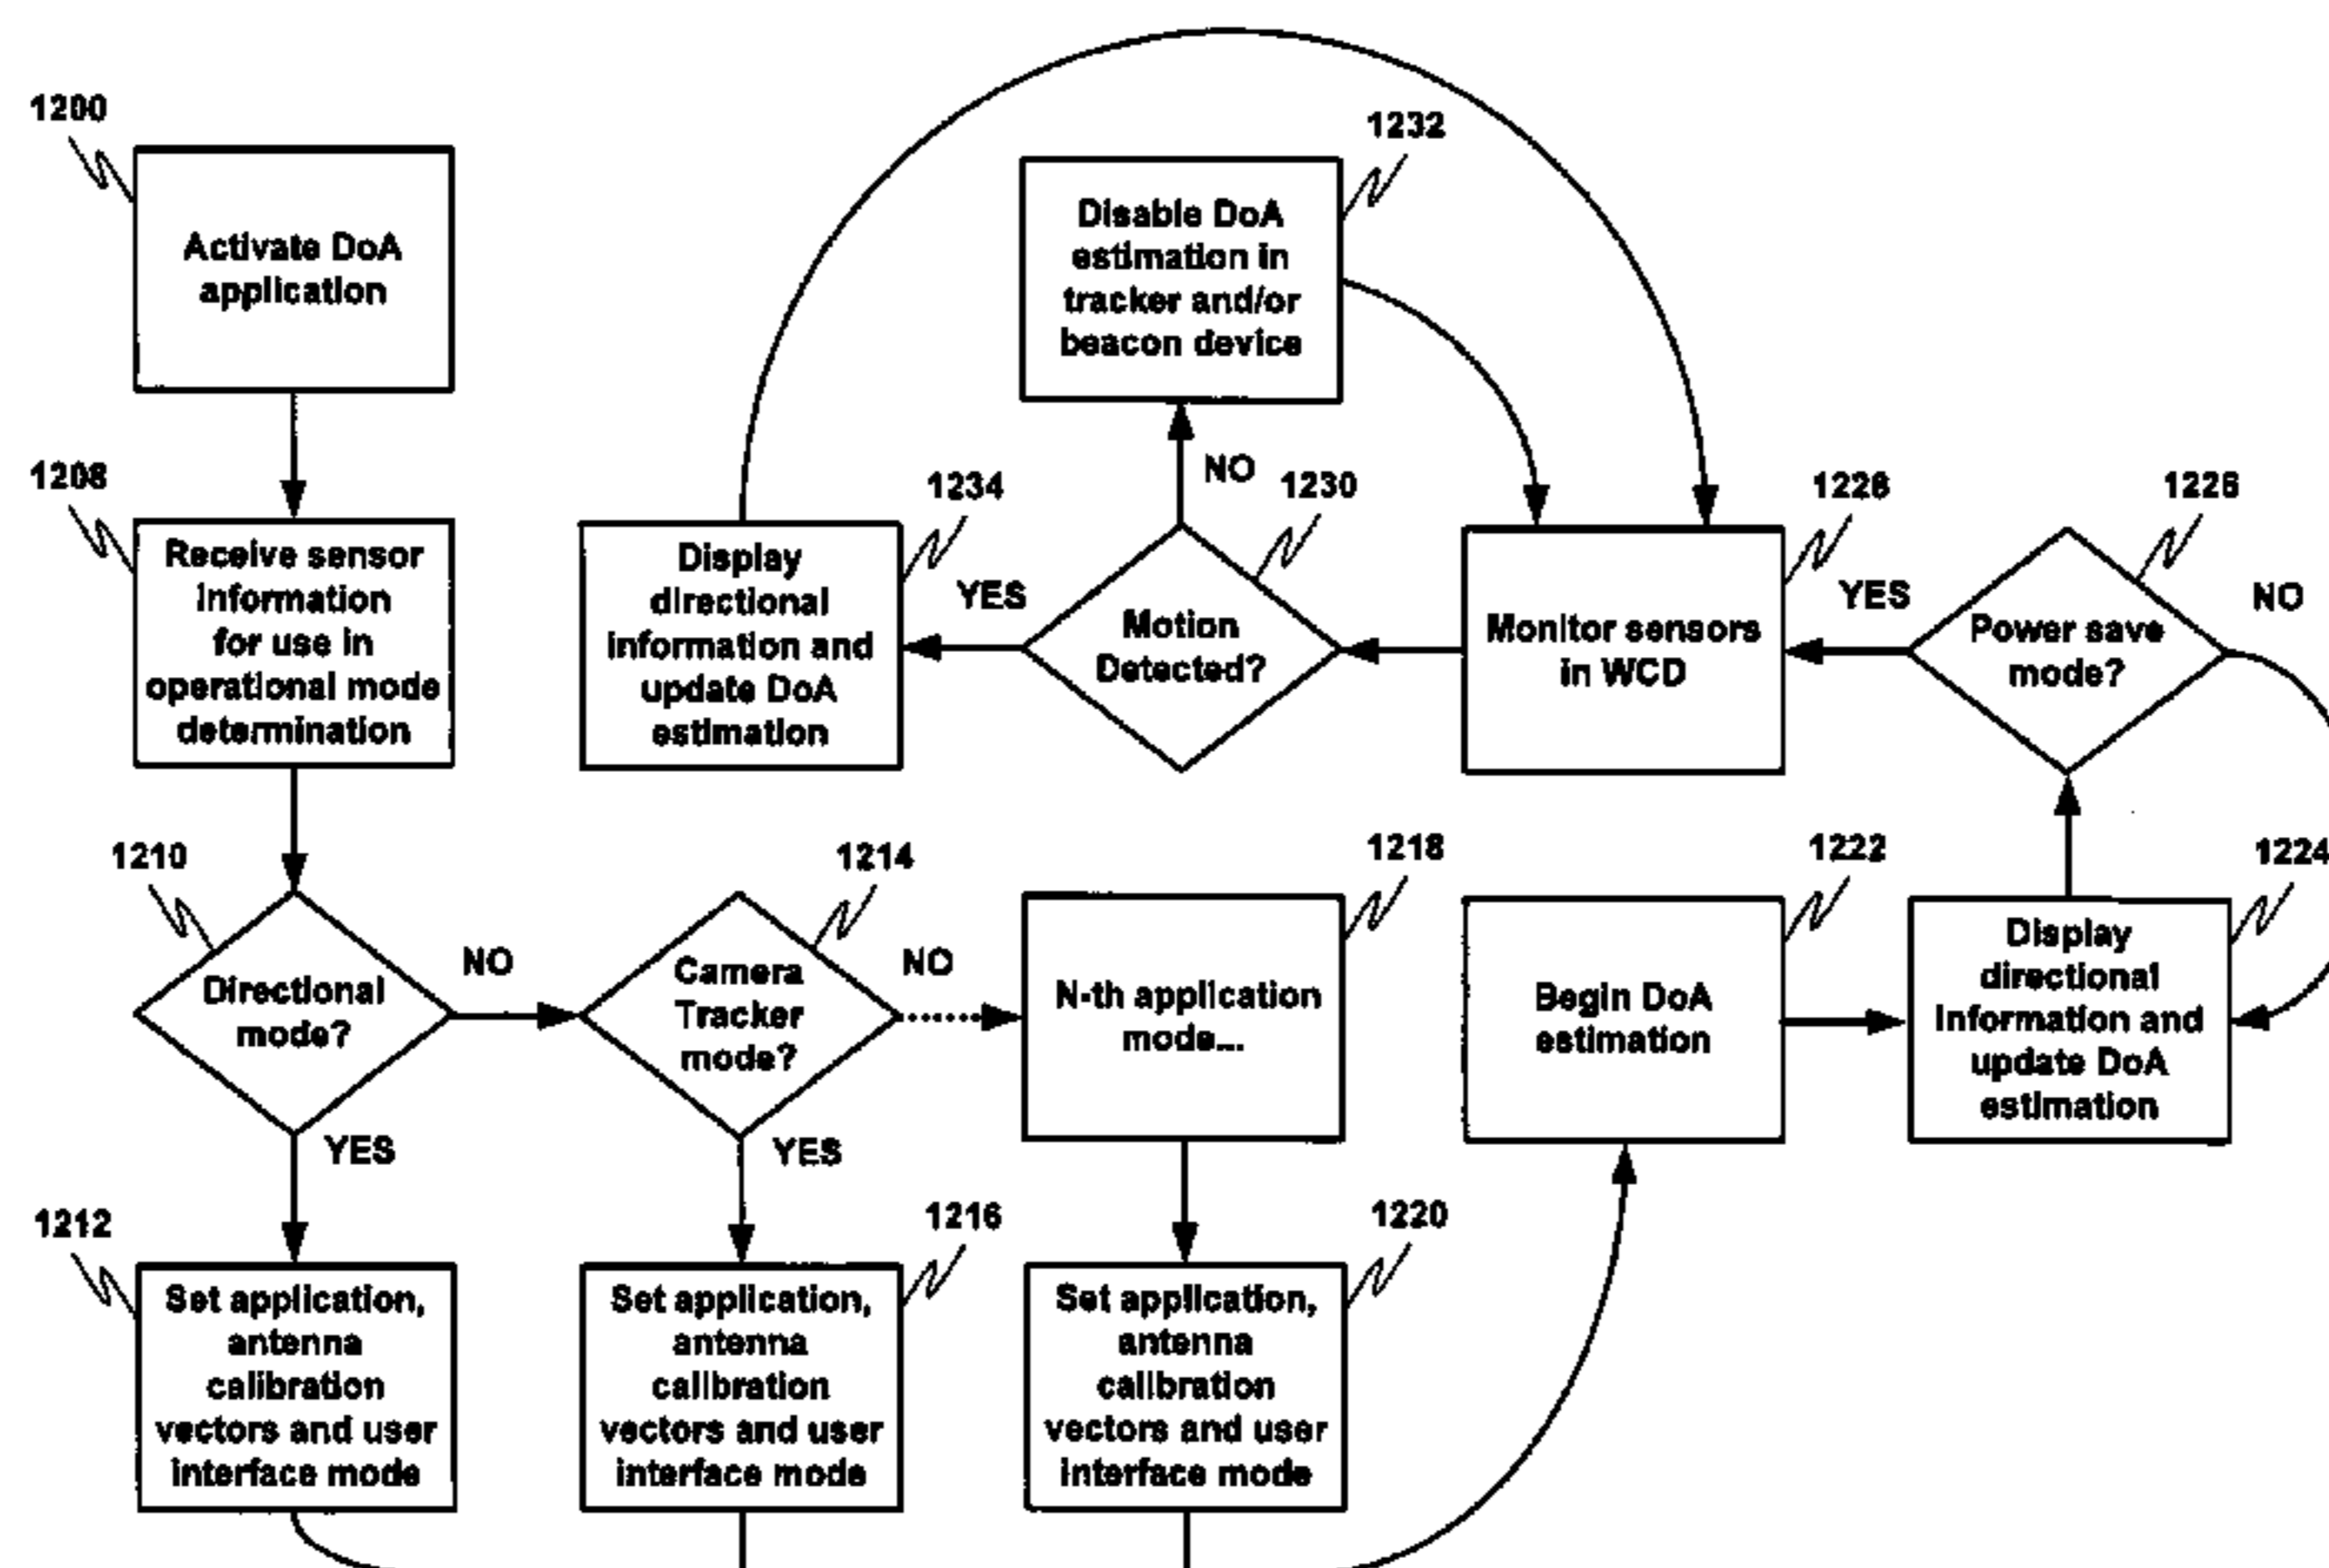 1200
Activate DoA
application
1208
Receive sensor
information
for use in
operational mode
determination
1210
Directional
mode?
NO
YES
1212
Set application,
antenna
calibration
vectors and user
interface mode
1214
Camera
Tracker
mode?
NO
YES
1216
Set application,
antenna
calibration
vectors and user
interface mode
1218
N-th application
mode...
1220
Set application,
antenna
calibration
vectors and user
interface mode
1222
Begin DoA
estimation
1224
Display
directional
information and
update DoA
estimation
1226
Power save
mode?
YES
NO
1228
Monitor sensors
in WCD
1230
Motion
Detected?
NO
YES
1232
Disable DoA
estimation in
tracker and/or
beacon device
1234
Display
directional
information and
update DoA
estimation